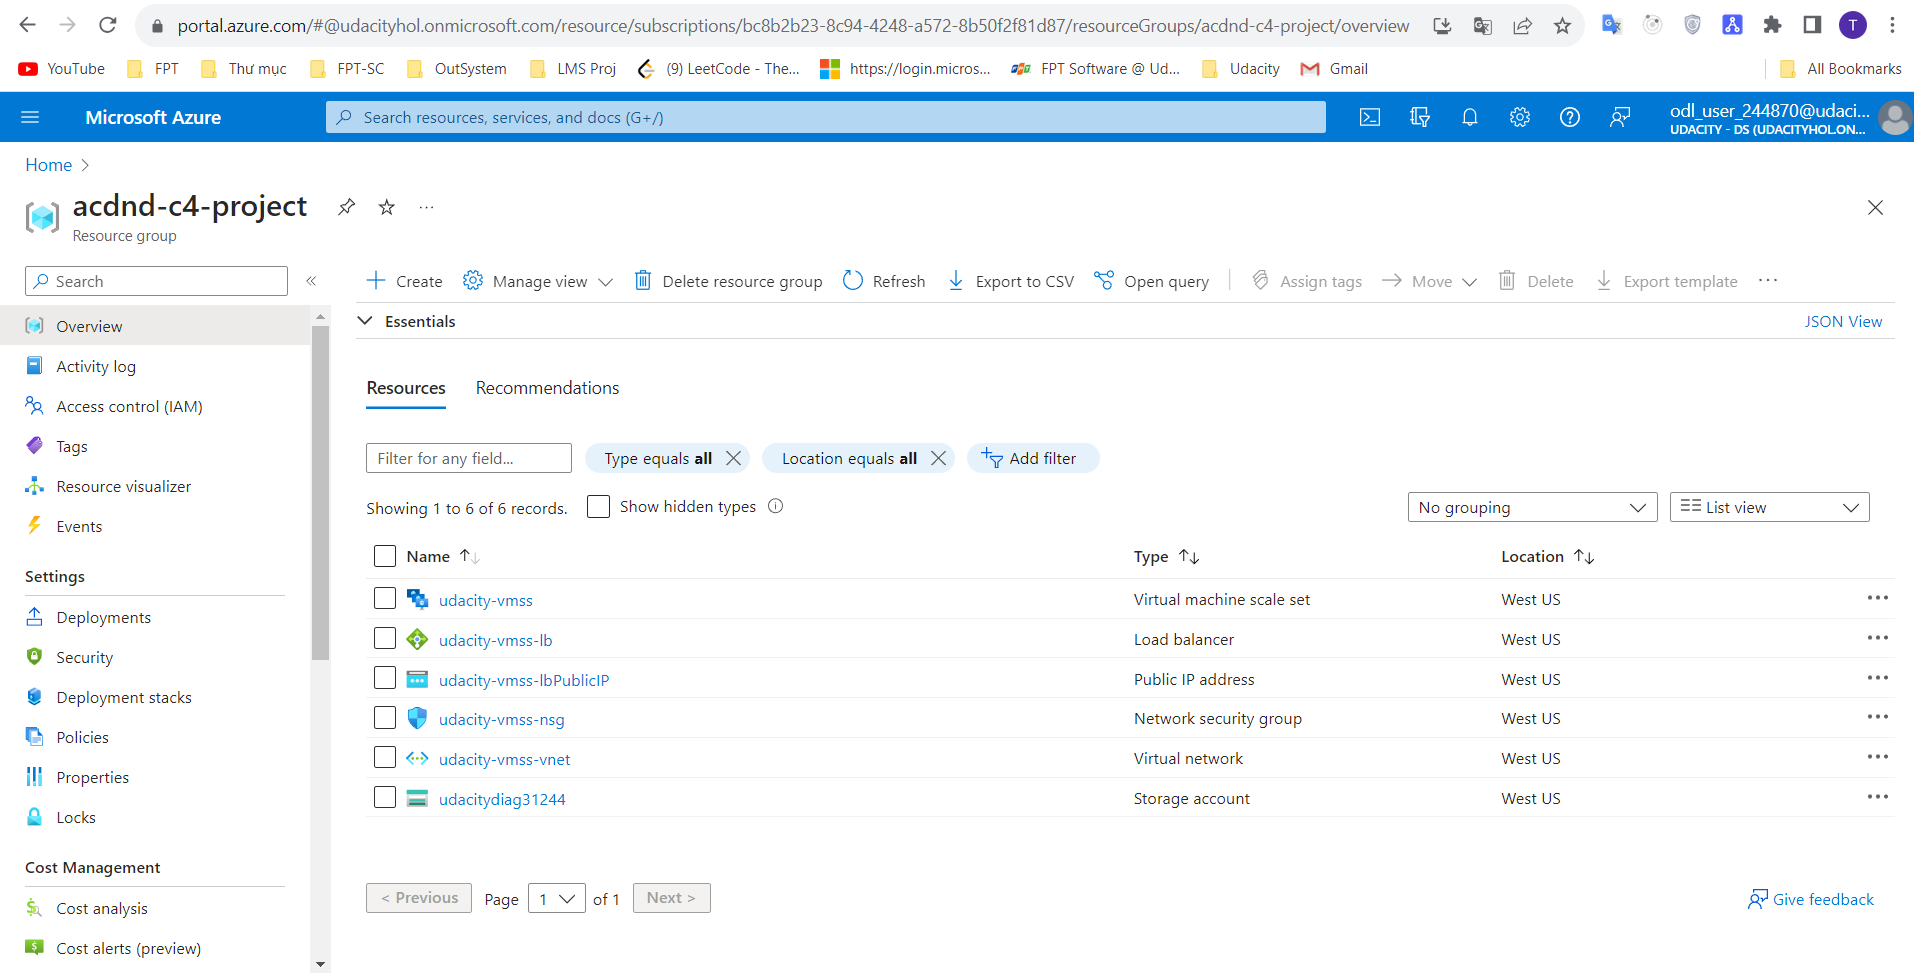 portal.azure.com/#@udacityhol.onmicrosoft.com/resource/subscriptions/bc8b2b23-8c94-4248-a572-8b50f2f81d87/resourceGroups/acdnd-c4-project/overview
T
YouTube FPT Thư mục FPT-SC OutSystem LMS Proj (9) LeetCode - The... https://login.micros... FPT Software @ Ud... Udacity Gmail All Bookmarks
Microsoft Azure
Search resources, services, and docs (G+/)
odl_user_244870@udaci...
UDACITY - DS (UDACITYHOL.ON...
Home
acdnd-c4-project
Resource group
Search
Create Manage view Delete resource group Refresh Export to CSV Open query Assign tags Move Delete Export template
Overview
Activity log
Access control (IAM)
Tags
Resource visualizer
Events
Settings
Deployments
Security
Deployment stacks
Policies
Properties
Locks
Cost Management
Cost analysis
Cost alerts (preview)
Essentials
JSON View
Resources Recommendations
Filter for any field...
Type equals all
Location equals all
Add filter
Showing 1 to 6 of 6 records.
Show hidden types
No grouping
List view
Name Type Location
udacity-vmss Virtual machine scale set West US
udacity-vmss-lb Load balancer West US
udacity-vmss-lbPublicIP Public IP address West US
udacity-vmss-nsg Network security group West US
udacity-vmss-vnet Virtual network West US
udacitydiag31244 Storage account West US
< Previous Page 1 of 1 Next >
Give feedback